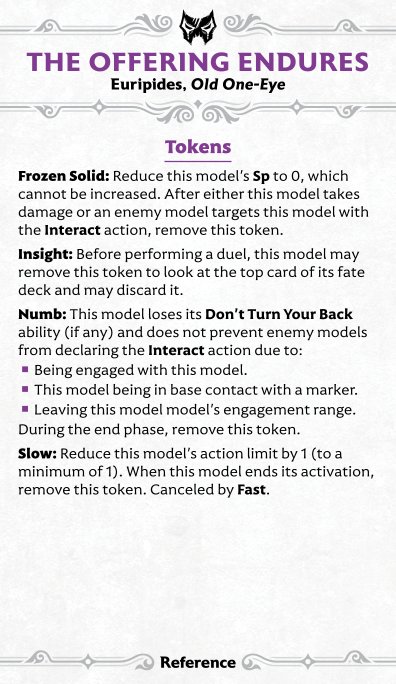 THE OFFERING ENDURES
Euripides, Old One-Eye
Tokens
Frozen Solid: Reduce this model's Sp to 0, which
cannot be increased. After either this model takes
damage or an enemy model targets this model with
the Interact action, remove this token.
Insight: Before performing a duel, this model may
remove this token to look at the top card of its fate
deck and may discard it.
Numb: This model loses its Don't Turn Your Back
ability (if any) and does not prevent enemy models
from declaring the Interact action due to:
▪ Being engaged with this model.
▪ This model being in base contact with a marker.
▪ Leaving this model model's engagement range.
During the end phase, remove this token.
Slow: Reduce this model's action limit by 1 (to a
minimum of 1). When this model ends its activation,
remove this token. Canceled by Fast.
Reference